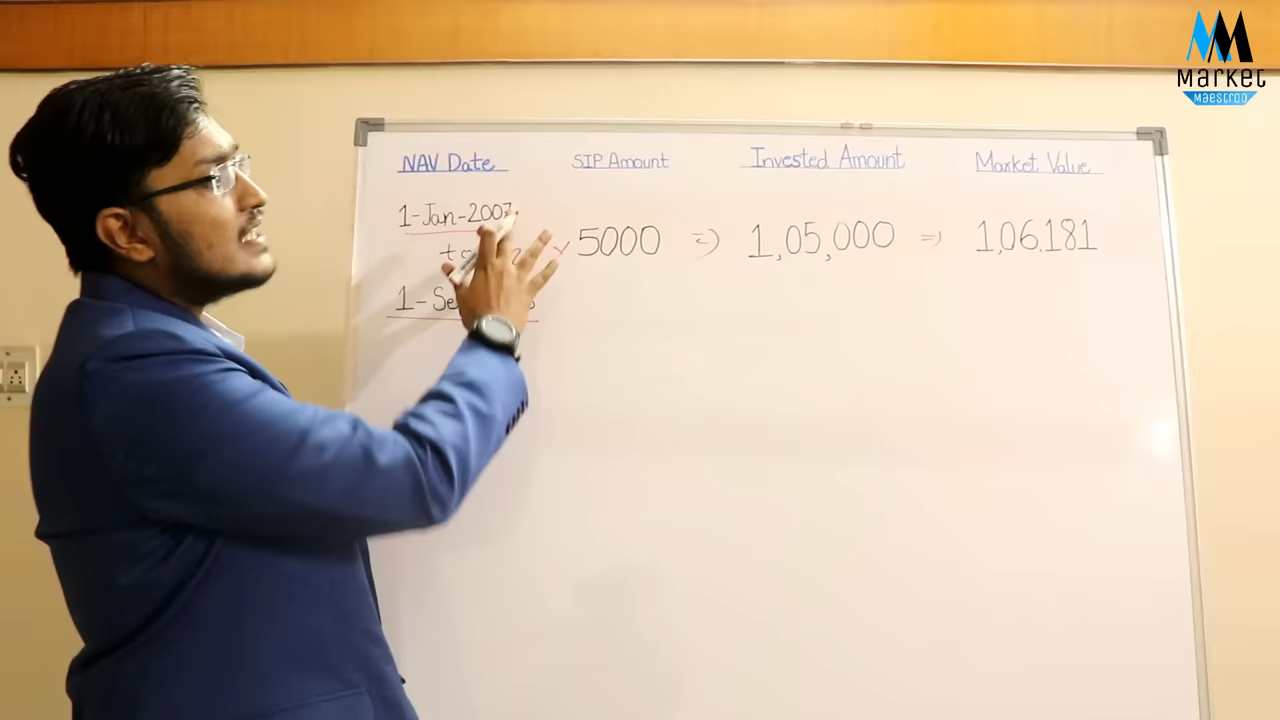 Market
Maestroo
NAV Date SIP Amount Invested Amount Market Value
1-Jan-2007
5000 => 1,05,000 => 1,06,181
1-Se